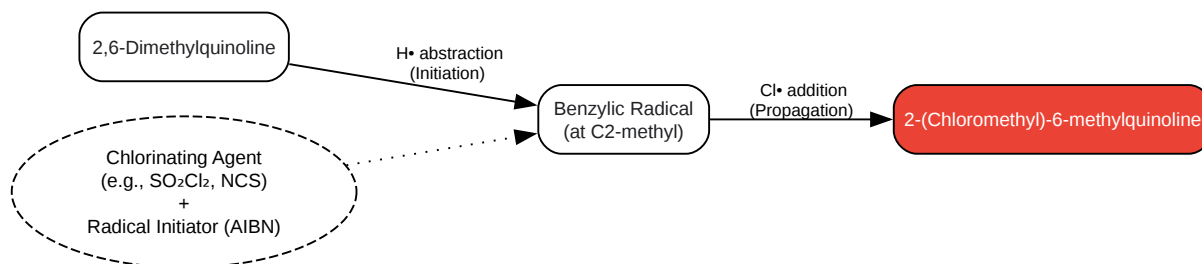 2,6-Dimethylquinoline
H• abstraction
(Initiation)
Benzylic Radical
(at C2-methyl)
Cl• addition
(Propagation)
2-(Chloromethyl)-6-methylquinoline
Chlorinating Agent
(e.g., SO₂Cl₂, NCS)
+
Radical Initiator (AIBN)